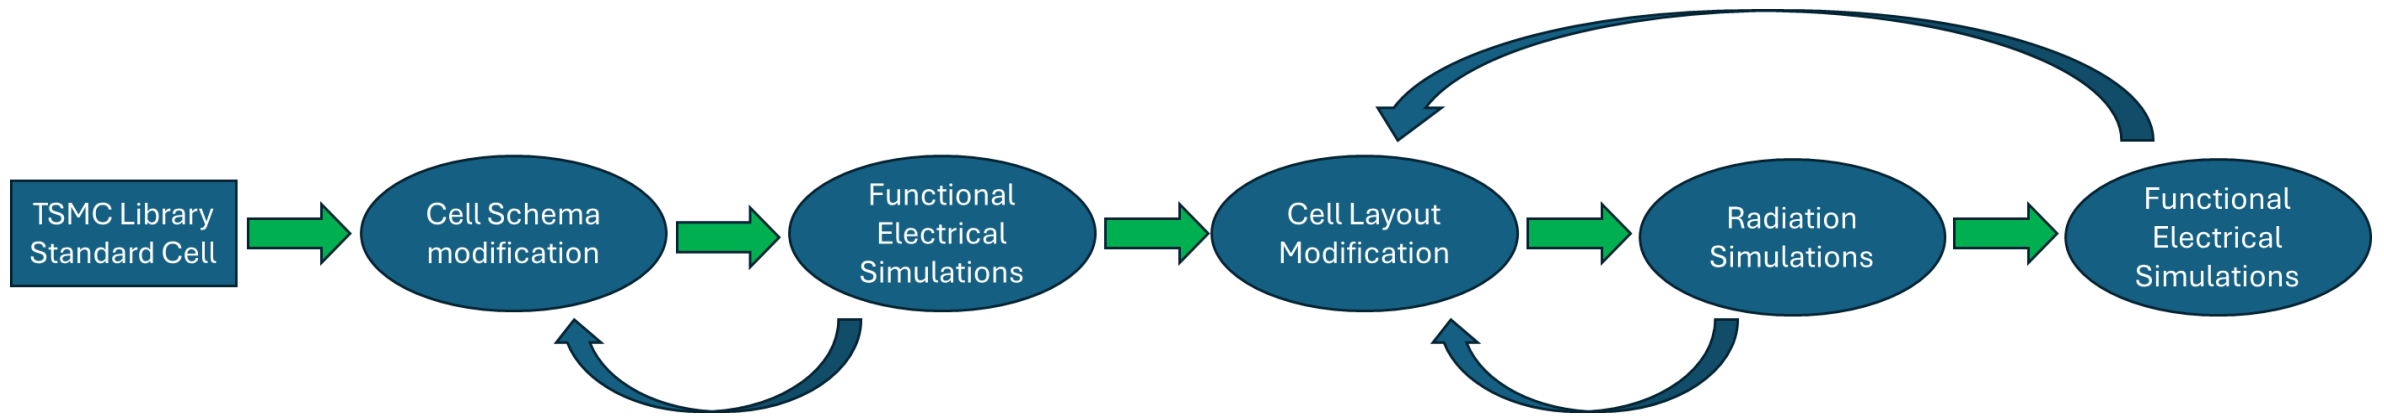 TSMC Library
Standard Cell
Cell Schema
modification
Functional
Electrical
Simulations
Cell Layout
Modification
Radiation
Simulations
Functional
Electrical
Simulations